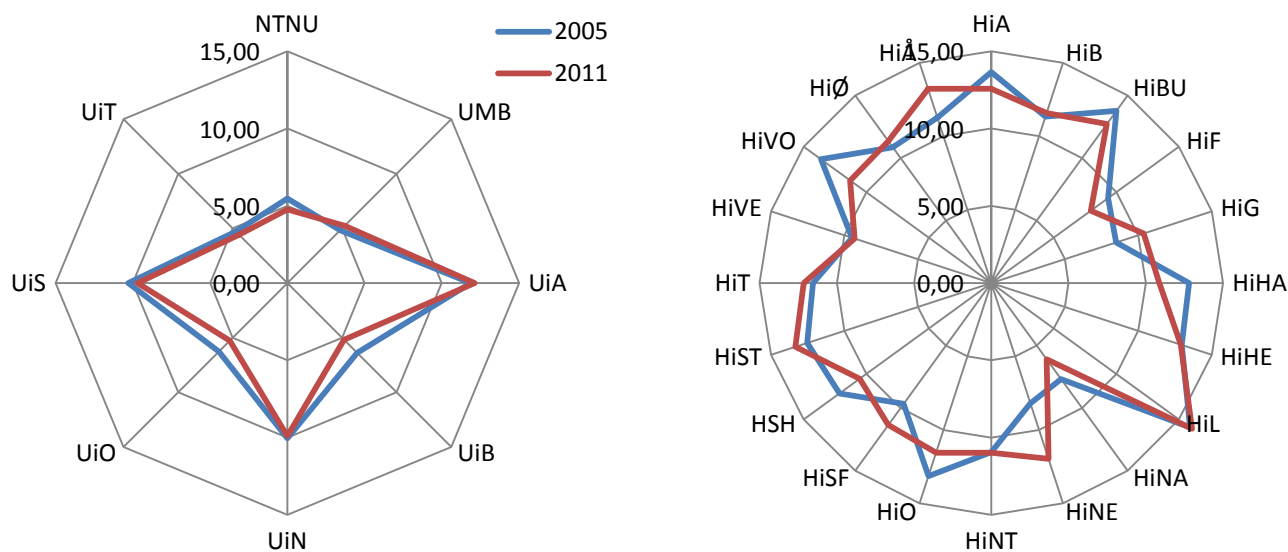 NTNU
15,00
10,00
5,00
0,00
UMB
UiA
UiB
UiN
UiO
UiS
UiT
2005
2011
HiA
15,00
10,00
5,00
0,00
HiB
HiBU
HiF
HiG
HiHA
HiHE
HiL
HiNA
HiNE
HiNT
HiO
HiSF
HSH
HiST
HiT
HiVE
HiVO
HiØ
HiÅ